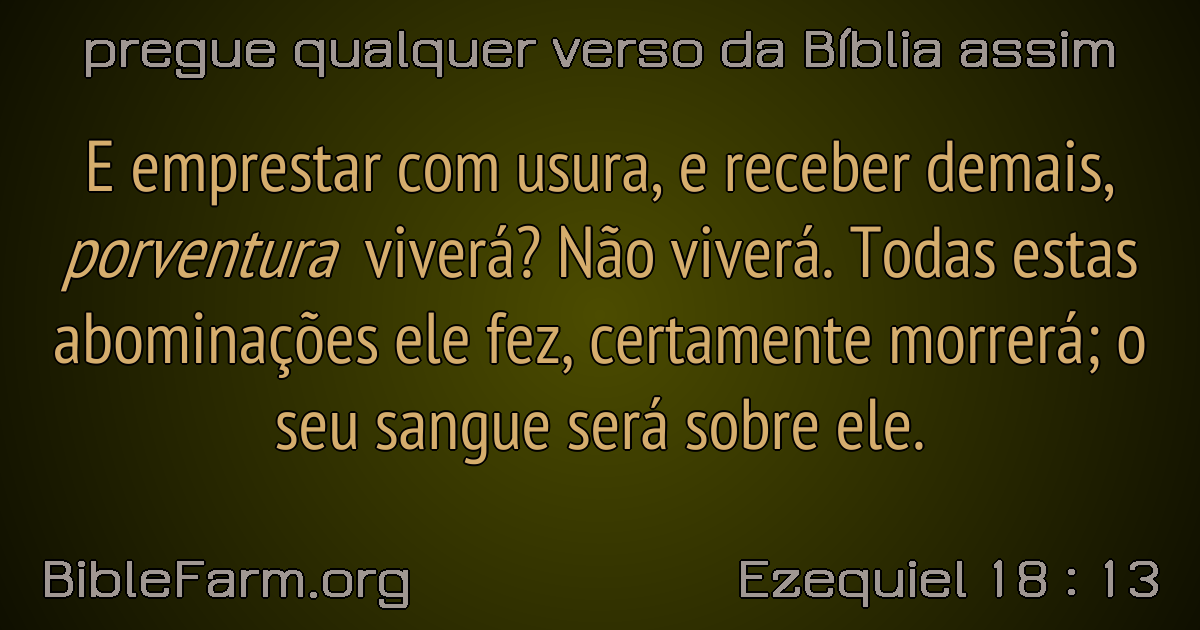 pregue qualquer verso da Bíblia assim
E emprestar com usura, e receber demais,
porventura viverá? Não viverá. Todas estas
abominações ele fez, certamente morrerá; o
seu sangue será sobre ele.
BibleFarm.org
Ezequiel 18 : 13